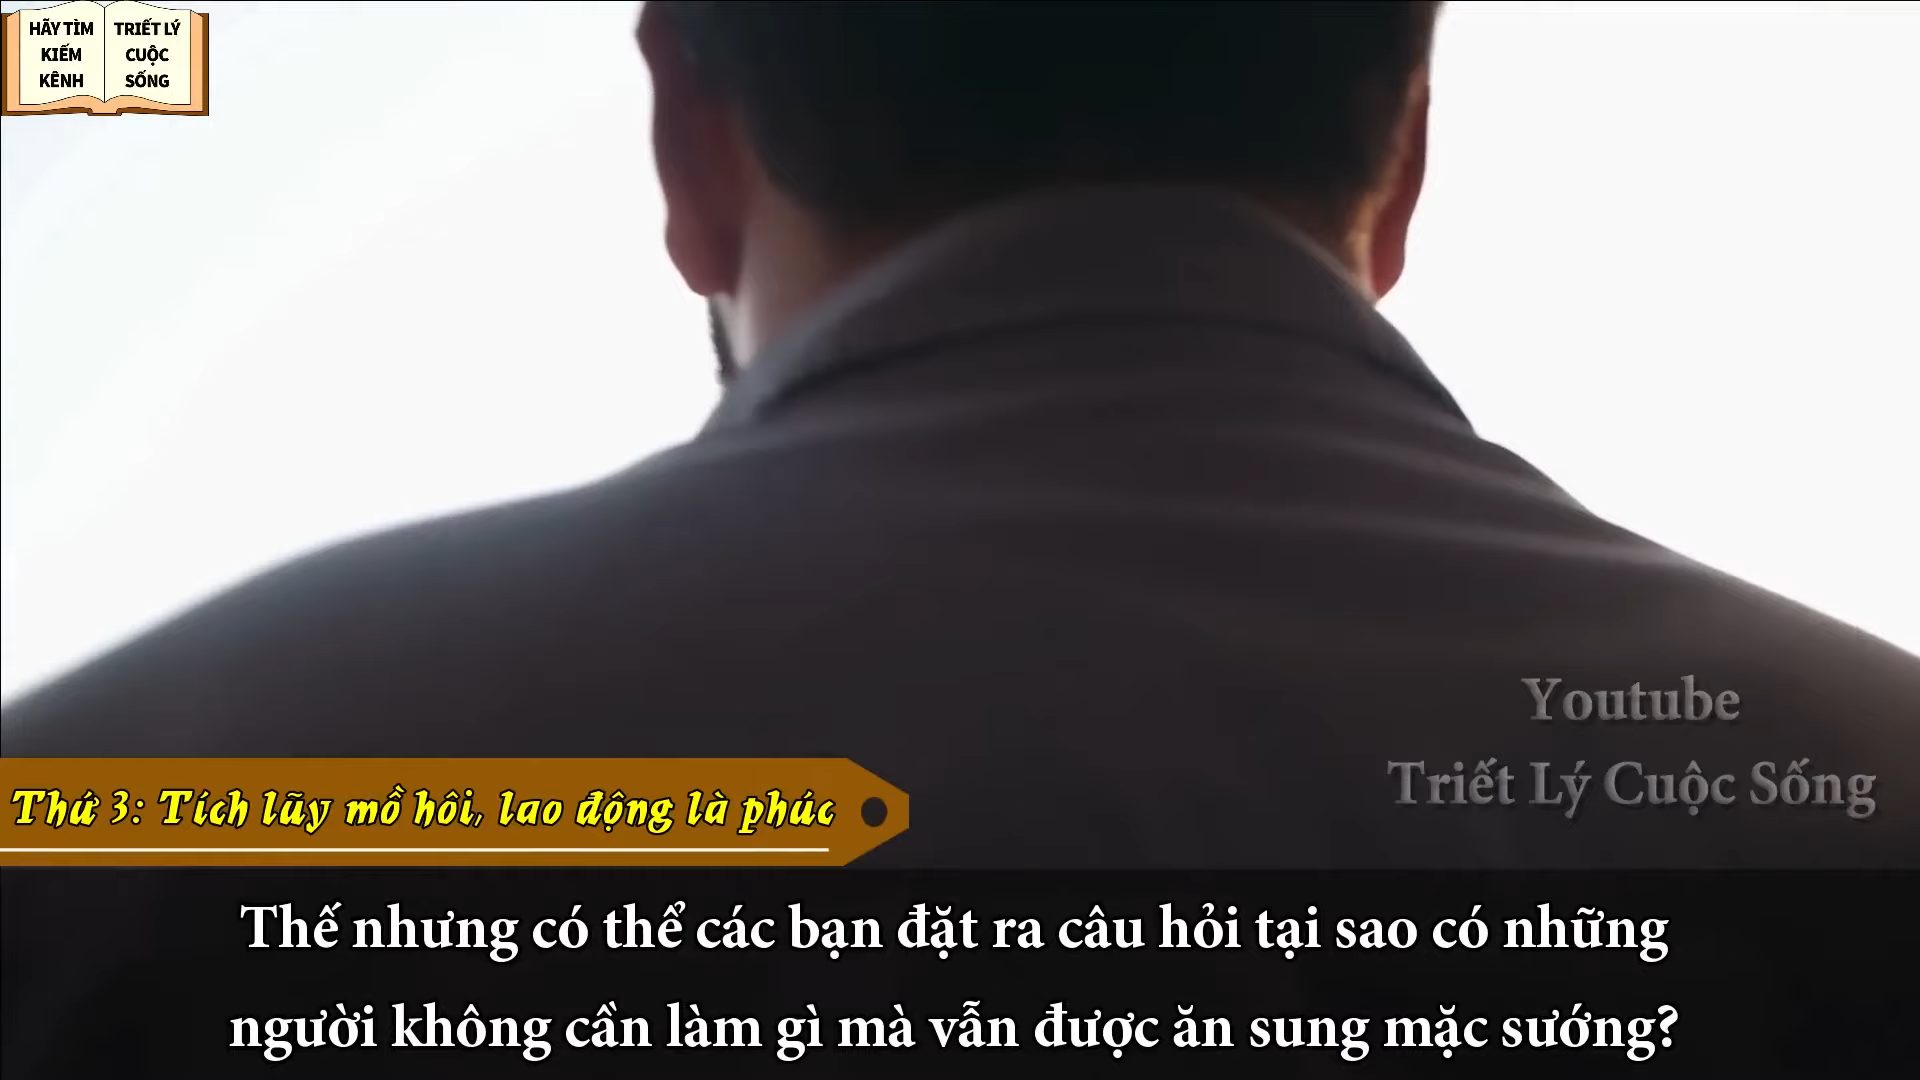 HÃY TÌM
KIẾM
KÊNH
TRIẾT LÝ
CUỘC
SỐNG
Youtube
Triết Lý Cuộc Sống
Thứ 3: Tích lũy mồ hôi, lao động là phúc
Thế nhưng có thể các bạn đặt ra câu hỏi tại sao có những
người không cần làm gì mà vẫn được ăn sung mặc sướng?